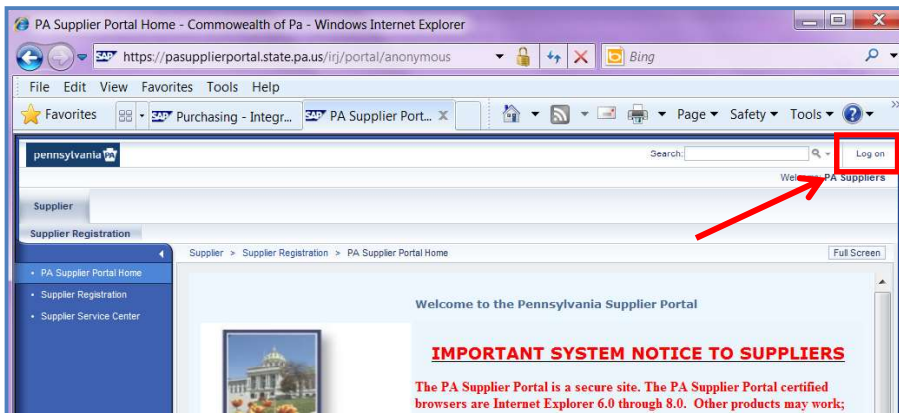 PA Supplier Portal Home - Commowealth of Pa - Windows Internet Explorer
https://pasupplierportal.state.pa.us/irj/portal/anonymous
Bing
File Edit View Favorites Tools Help
Favorites
Purchasing - Integr...
PA Supplier Port...
Page Safety Tools
pennsylvania PA
Search:
Log on
PA Suppliers
Supplier
Supplier Registration
Supplier > Supplier Registration > PA Supplier Portal Home
Full Screen
• PA Supplier Portal Home
• Supplier Registration
• Supplier Service Center
Welcome to the Pennsylvania Supplier Portal
IMPORTANT SYSTEM NOTICE TO SUPPLIERS
The PA Supplier Portal is a secure site. The PA Supplier Portal certified
browsers are Internet Explorer 6.0 through 8.0. Other products may work;